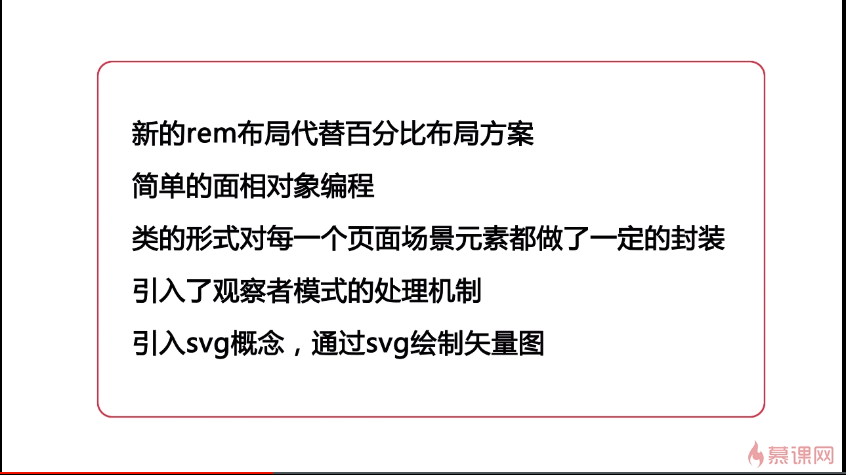 新的rem布局代替百分比布局方案
简单的面相对象编程
类的形式对每一个页面场景元素都做了一定的封装
引入了观察者模式的处理机制
引入svg概念，通过svg绘制矢量图
慕课网